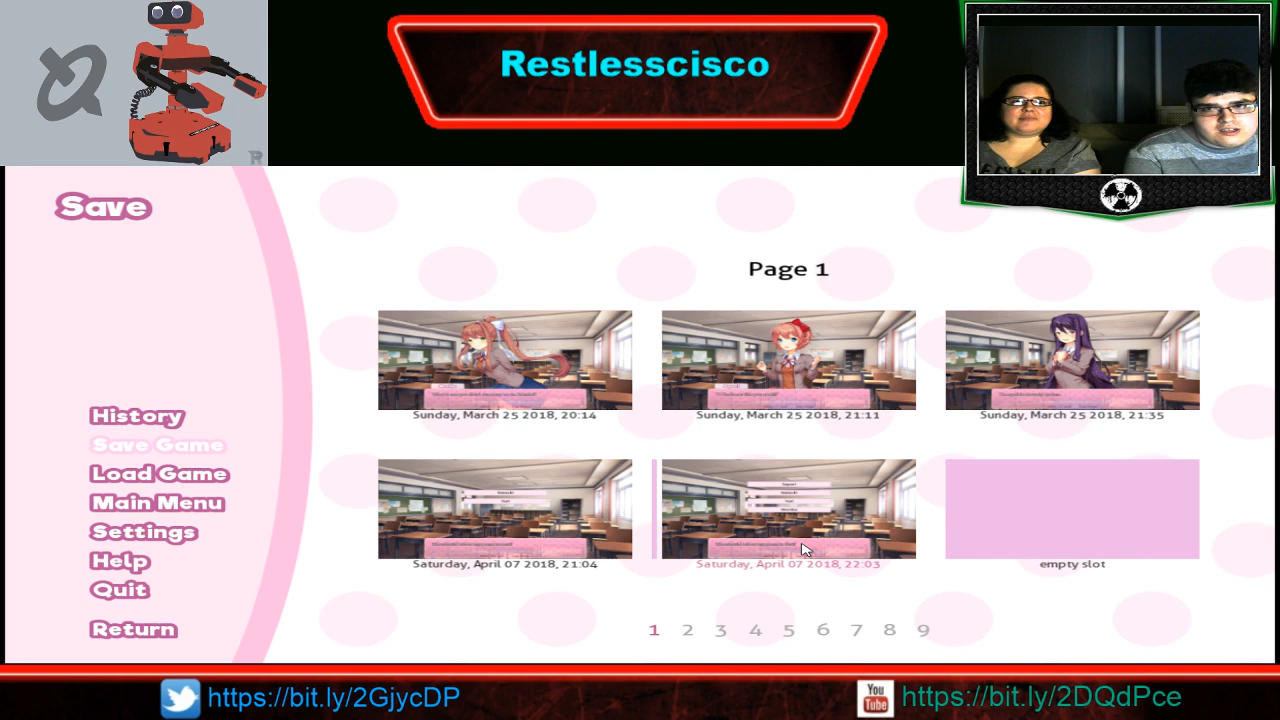 Restlesscisco
Save
Page 1
Sunday, March 25 2018, 20:14
Sunday, March 25 2018, 21:11
Sunday, March 25 2018, 21:35
History
Save Game
Load Game
Main Menu
Settings
Help
Quit
Return
Saturday, April 07 2018, 21:04
Saturday, April 07 2018, 22:03
empty slot
1 2 3 4 5 6 7 8 9
https://bit.ly/2GjycDP
You
Tube
https://bit.ly/2DQdPce